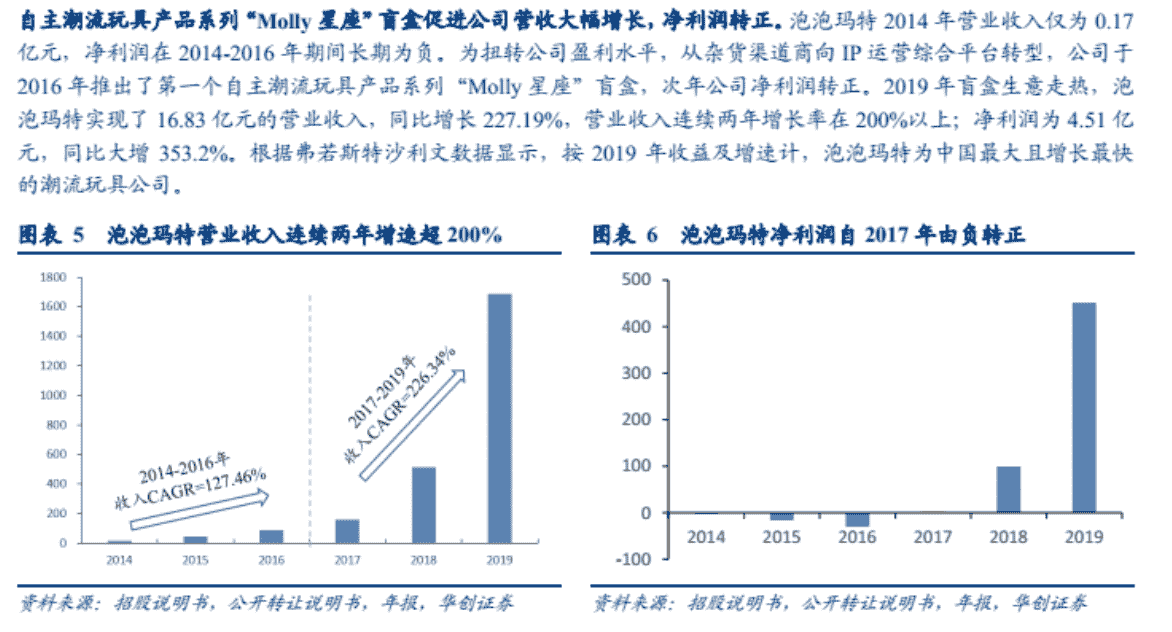 自主潮流玩具产品系列“Molly 星座”盲盒促进公司营收大幅增长，净利润转正。泡泡玛特 2014 年营业收入仅为 0.17
亿元，净利润在 2014-2016 年期间长期为负。为扭转公司盈利水平，从杂货渠道商向 IP 运营综合平台转型，公司于
2016 年推出了第一个自主潮流玩具产品系列 “Molly 星座”盲盒，次年公司净利润转正。2019 年盲盒生意走热，泡
泡玛特实现了 16.83 亿元的营业收入，同比增长 227.19%，营业收入连续两年增长率在 200%以上；净利润为 4.51 亿
元，同比大增 353.2%。根据弗若斯特沙利文数据显示，按 2019 年收益及增速计，泡泡玛特为中国最大且增长最快
的潮流玩具公司。
图表 5 泡泡玛特营业收入连续两年增速超 200%
1800
1600
1400
1200
1000
800
600
400
200
0
2014-2016年
收入CAGR=127.46%
2017-2019年
收入CAGR=226.34%
2014 2015 2016 2017 2018 2019
资料来源：招股说明书，公开转让说明书，年报，华创证券
图表 6 泡泡玛特净利润自 2017 年由负转正
500
400
300
200
100
0
-100
2014 2015 2016 2017 2018 2019
资料来源：招股说明书，公开转让说明书，年报，华创证券